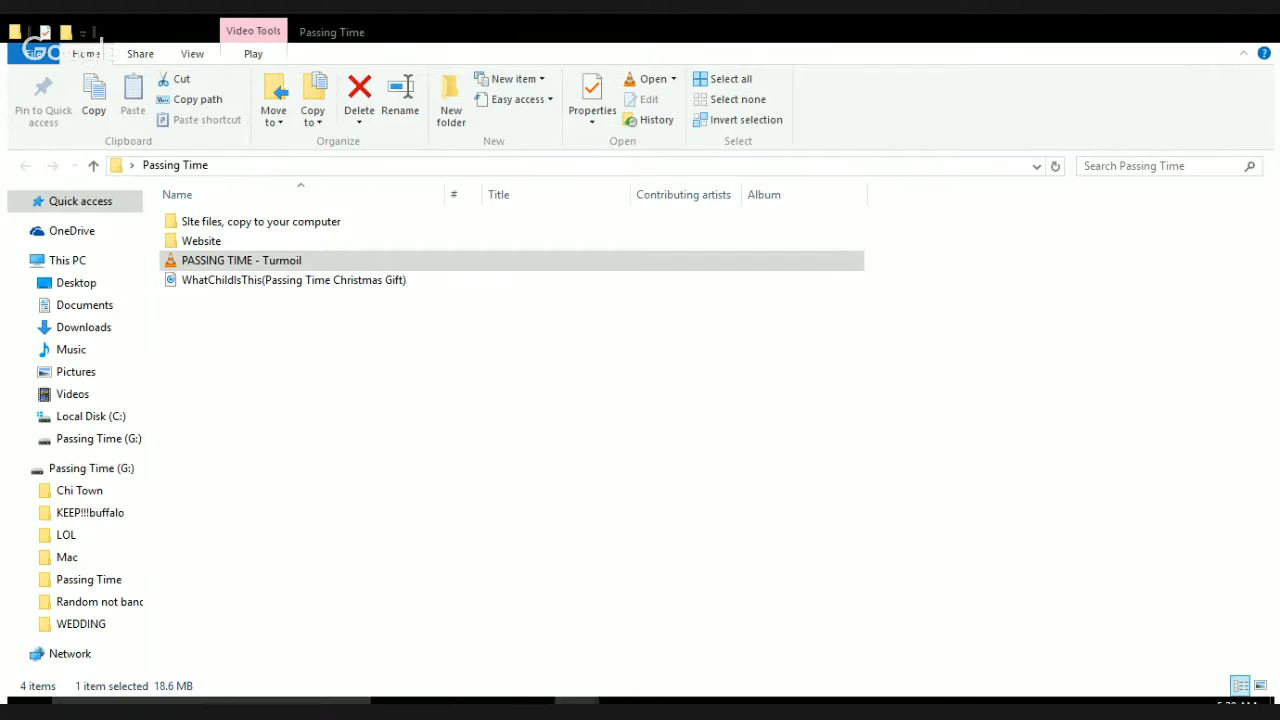 Video Tools
Passing Time
Home
Share
View
Play
Pin to Quick access
Copy
Paste
Cut
Copy path
Paste shortcut
Clipboard
Move to
Copy to
Delete
Rename
Organize
New folder
New item
Easy access
New
Properties
Open
Edit
History
Open
Select all
Select none
Invert selection
Select
Passing Time
Search Passing Time
Name
#
Title
Contributing artists
Album
Quick access
OneDrive
This PC
Desktop
Documents
Downloads
Music
Pictures
Videos
Local Disk (C:)
Passing Time (G:)
Passing Time (G:)
Chi Town
KEEP!!!buffalo
LOL
Mac
Passing Time
Random not banc
WEDDING
Network
SIte files, copy to your computer
Website
PASSING TIME - Turmoil
WhatChildIsThis(Passing Time Christmas Gift)
4 items
1 item selected 18.6 MB